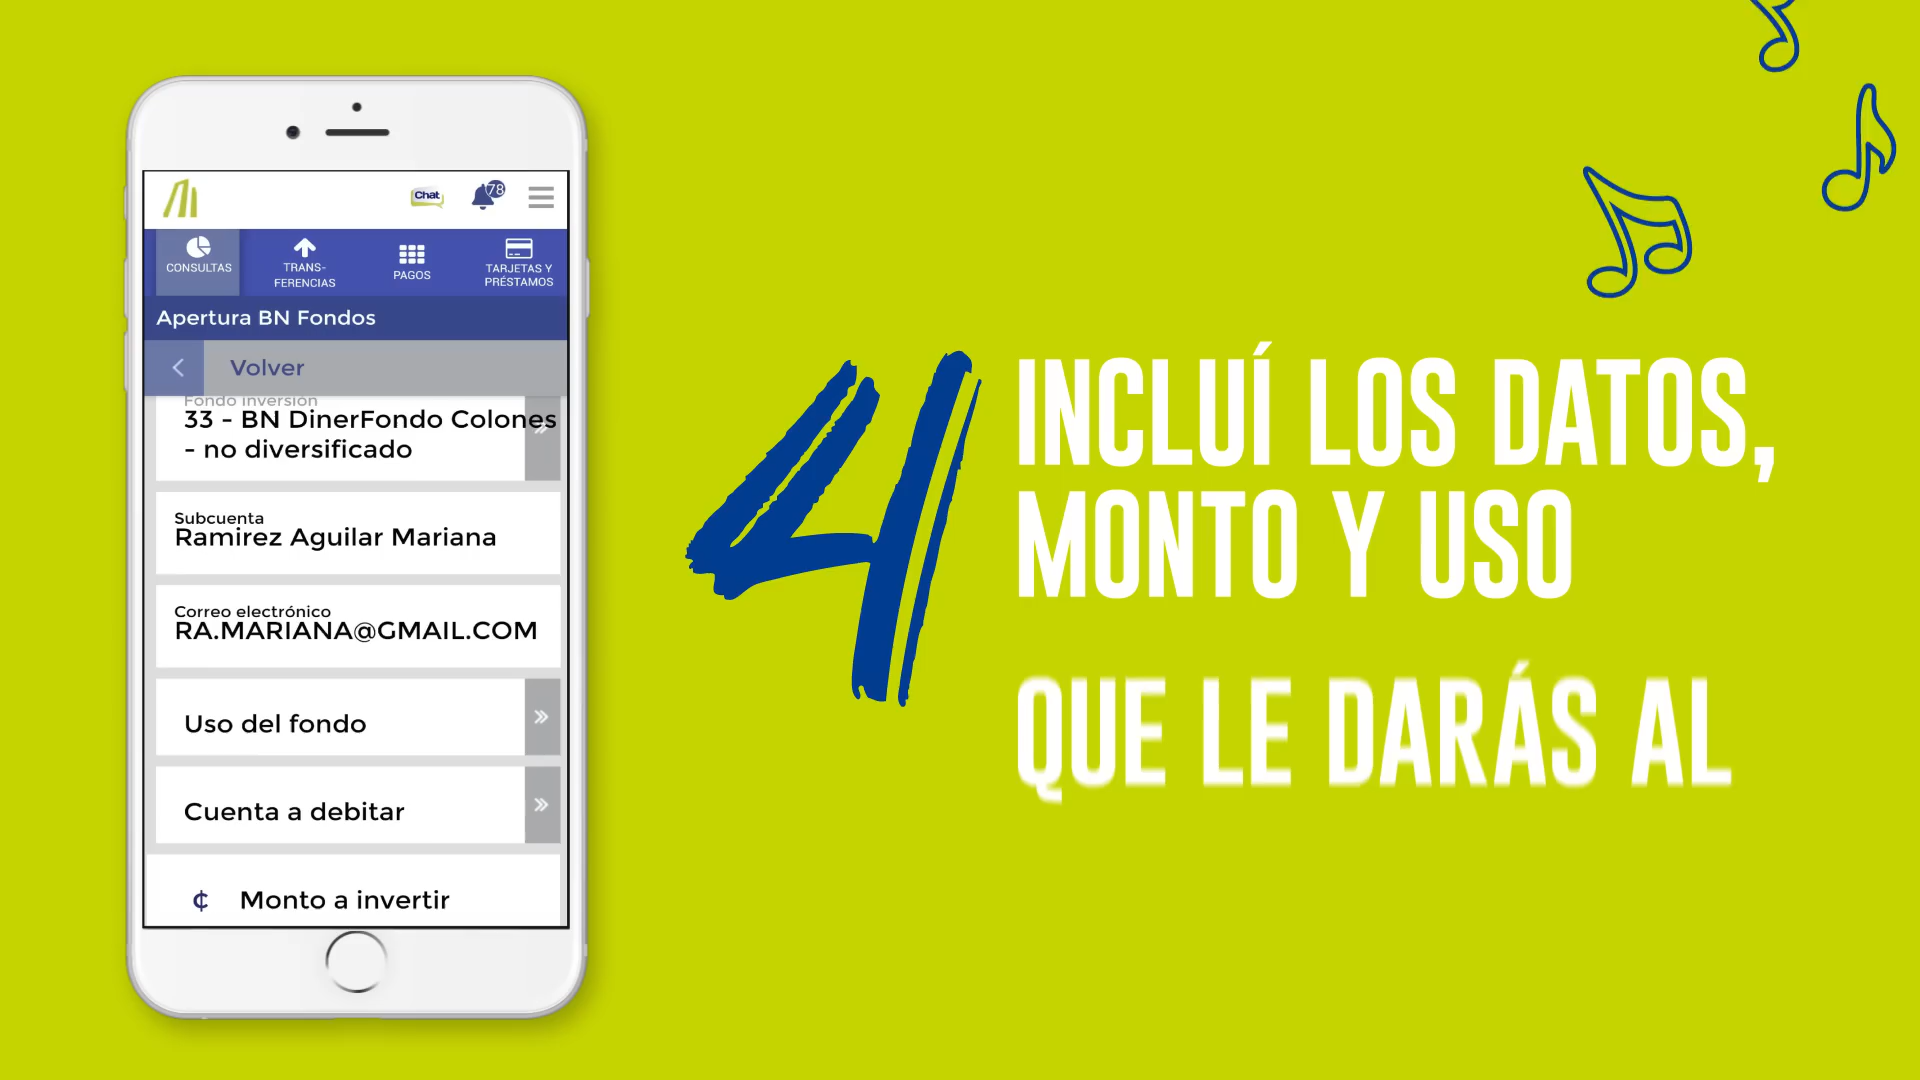 Chat
78
CONSULTAS
TRANS-
FERENCIAS
PAGOS
TARJETAS Y
PRÉSTAMOS
Apertura BN Fondos
Volver
Fondo inversión
33 - BN DinerFondo Colones
- no diversificado
Subcuenta
Ramirez Aguilar Mariana
Correo electrónico
RA.MARIANA@GMAIL.COM
Uso del fondo
Cuenta a debitar
₵ Monto a invertir
4
INCLUÍ LOS DATOS,
MONTO Y USO
QUE LE DARÁS AL